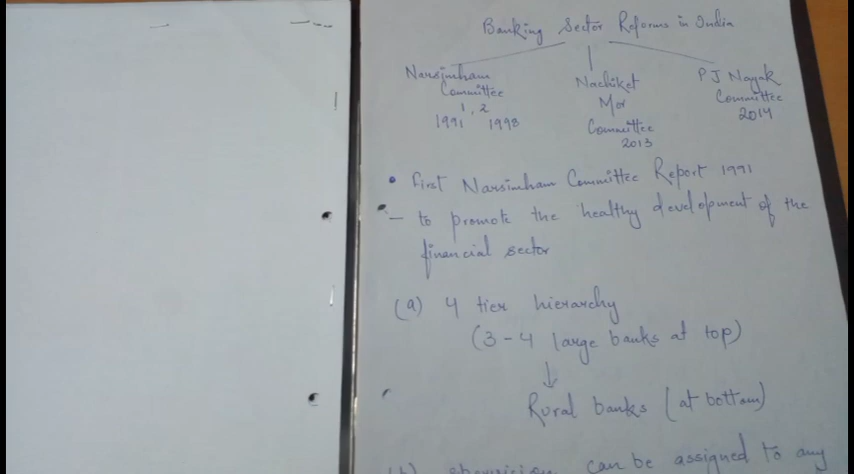 Banking Sector Reforms in India
Narsimham
Committee
1, 2
1991 1998
Nachiket
Mor
Committee
2013
P J Nayak
Committee
2014
• First Narsimham Committee Report 1991
– to promote the healthy development of the
financial sector
(a) 4 tier hierarchy
(3-4 large banks at top)
↓
Rural banks (at bottom)
(b) can be assigned to any